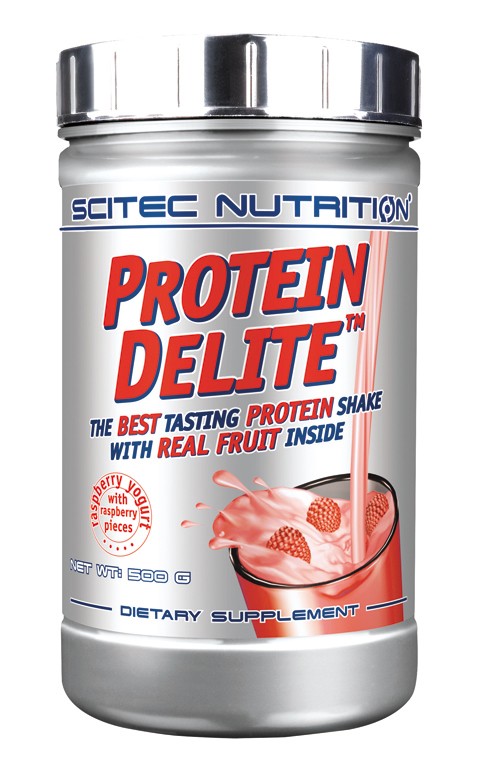 SCITEC NUTRITION
PROTEIN
DELITE™
THE BEST TASTING PROTEIN SHAKE
WITH REAL FRUIT INSIDE
raspberry yogurt
with
raspberry
pieces
NET WT: 500 G
DIETARY SUPPLEMENT